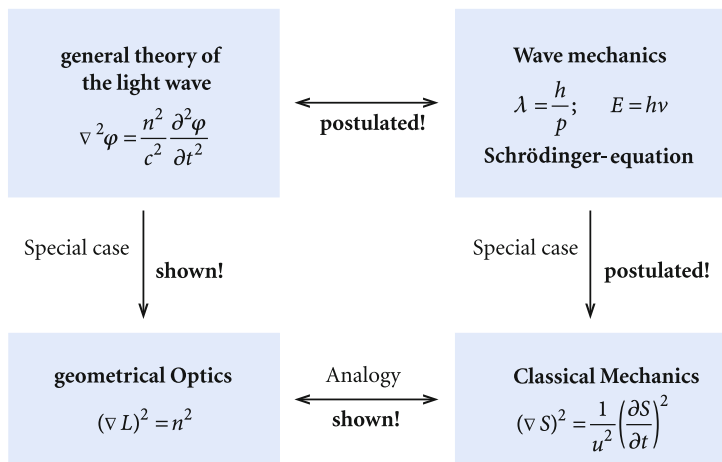 general theory of
the light wave
∇²φ = n²/c² ∂²φ/∂t²
postulated!
Wave mechanics
λ = h/p; E = hν
Schrödinger-equation
Special case
shown!
Special case
postulated!
geometrical Optics
(∇ L)² = n²
Analogy
shown!
Classical Mechanics
(∇ S)² = 1/u² (∂S/∂t)²